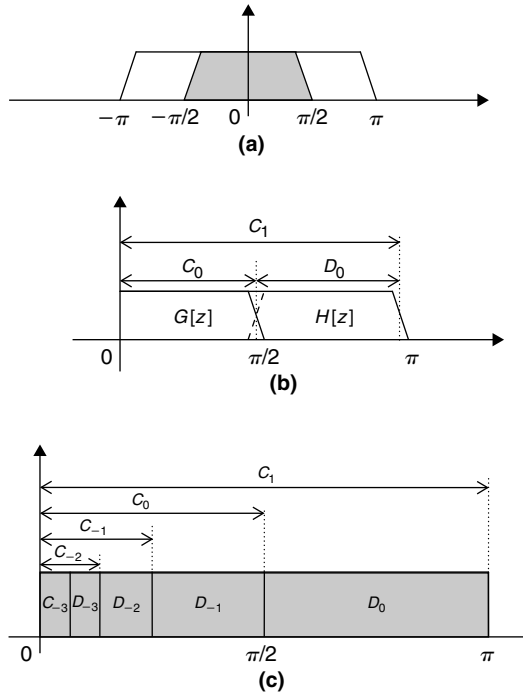 −π −π/2 0 π/2 π
(a)
C₁
C₀ D₀
G[z] H[z]
0 π/2 π
(b)
C₁
C₀
C₋₁
C₋₂
C₋₃ D₋₃ D₋₂ D₋₁ D₀
0 π/2 π
(c)